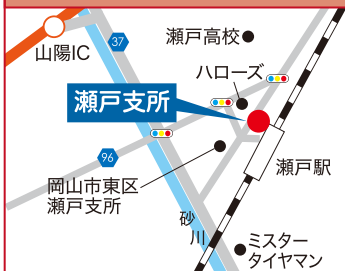 37
瀬戸高校
山陽IC
ハローズ
瀬戸支所
96
岡山市東区
瀬戸支所
瀬戸駅
砂川
ミスター
タイヤマン